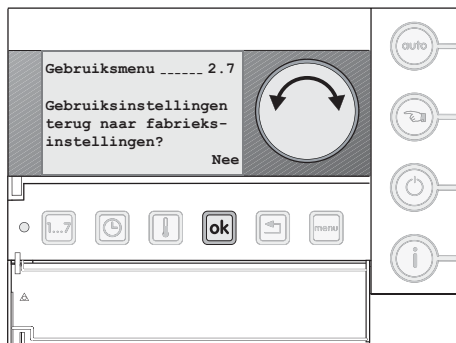 Gebruiksmenu ______ 2.7
Gebruiksinstellingen
terug naar fabrieks-
instellingen?
Nee
auto
1...7
ok
menu
i